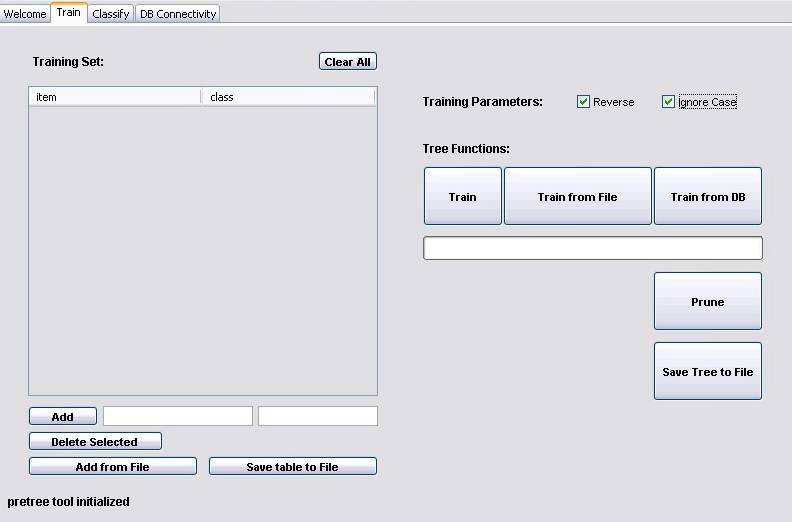 Welcome Train Classify DB Connectivity
Training Set:
Clear All
item class
Training Parameters: Reverse Ignore Case
Tree Functions:
Train Train from File Train from DB
Prune
Save Tree to File
Add
Delete Selected
Add from File Save table to File
pretree tool initialized